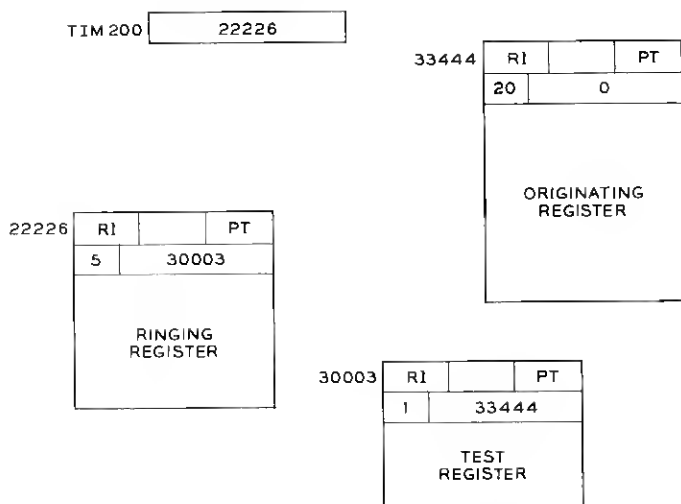 TIM 200 22226
33444 RI PT
20 0
ORIGINATING
REGISTER
22226 RI PT
5 30003
RINGING
REGISTER
30003 RI PT
1 33444
TEST
REGISTER